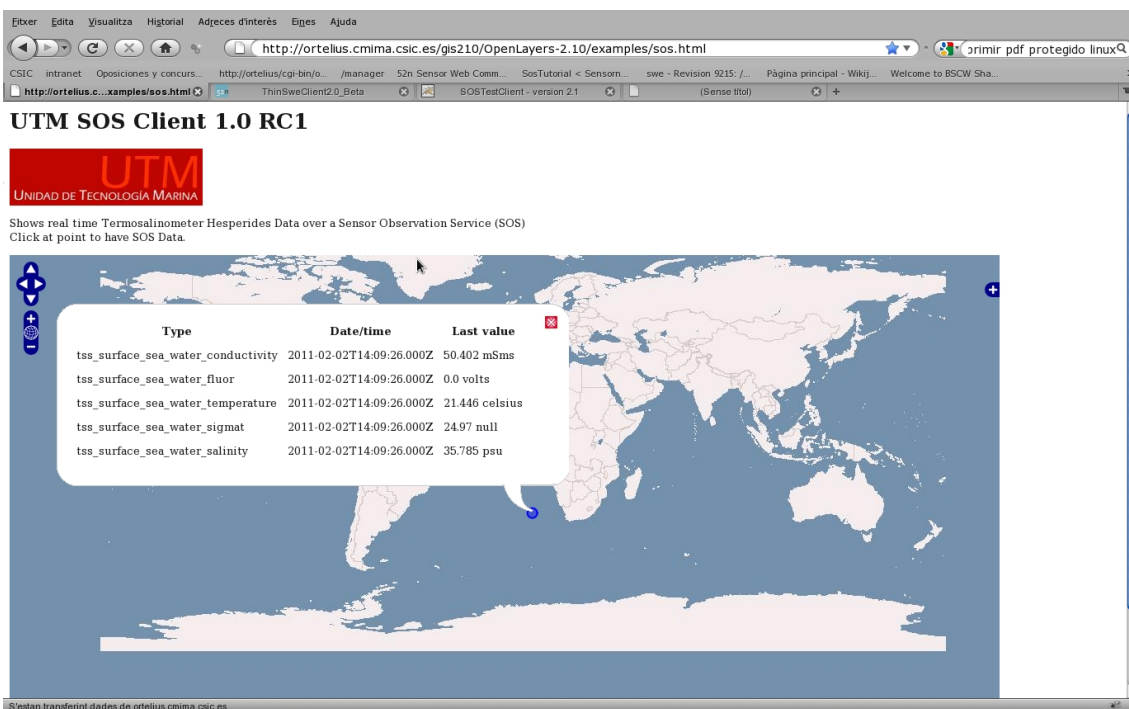 Fitxer Edita Visualitza Historial Adreces d'interès Eines Ajuda
http://ortelius.cmima.csic.es/gis210/OpenLayers-2.10/examples/sos.html primir pdf protegido linux
CSIC intranet Oposiciones y concurs... http://ortelius/cgi-bin/o... /manager 52n Sensor Web Comm... SosTutorial < Sensorn... swe - Revision 9215: /... Pàgina principal - Wikij... Welcome to BSCW Sha...
http://ortelius.c...xamples/sos.html ThinSweClient2.0_Beta SOSTestClient - version 2.1 (Sense títol)
UTM SOS Client 1.0 RC1
UTM
UNIDAD DE TECNOLOGÍA MARINA
Shows real time Termosalinometer Hesperides Data over a Sensor Observation Service (SOS)
Click at point to have SOS Data.
Type Date/time Last value
tss_surface_sea_water_conductivity 2011-02-02T14:09:26.000Z 50.402 mSms
tss_surface_sea_water_fluor 2011-02-02T14:09:26.000Z 0.0 volts
tss_surface_sea_water_temperature 2011-02-02T14:09:26.000Z 21.446 celsius
tss_surface_sea_water_sigmat 2011-02-02T14:09:26.000Z 24.97 null
tss_surface_sea_water_salinity 2011-02-02T14:09:26.000Z 35.785 psu
S'estan transferint dades de ortelius.cmima.csic.es